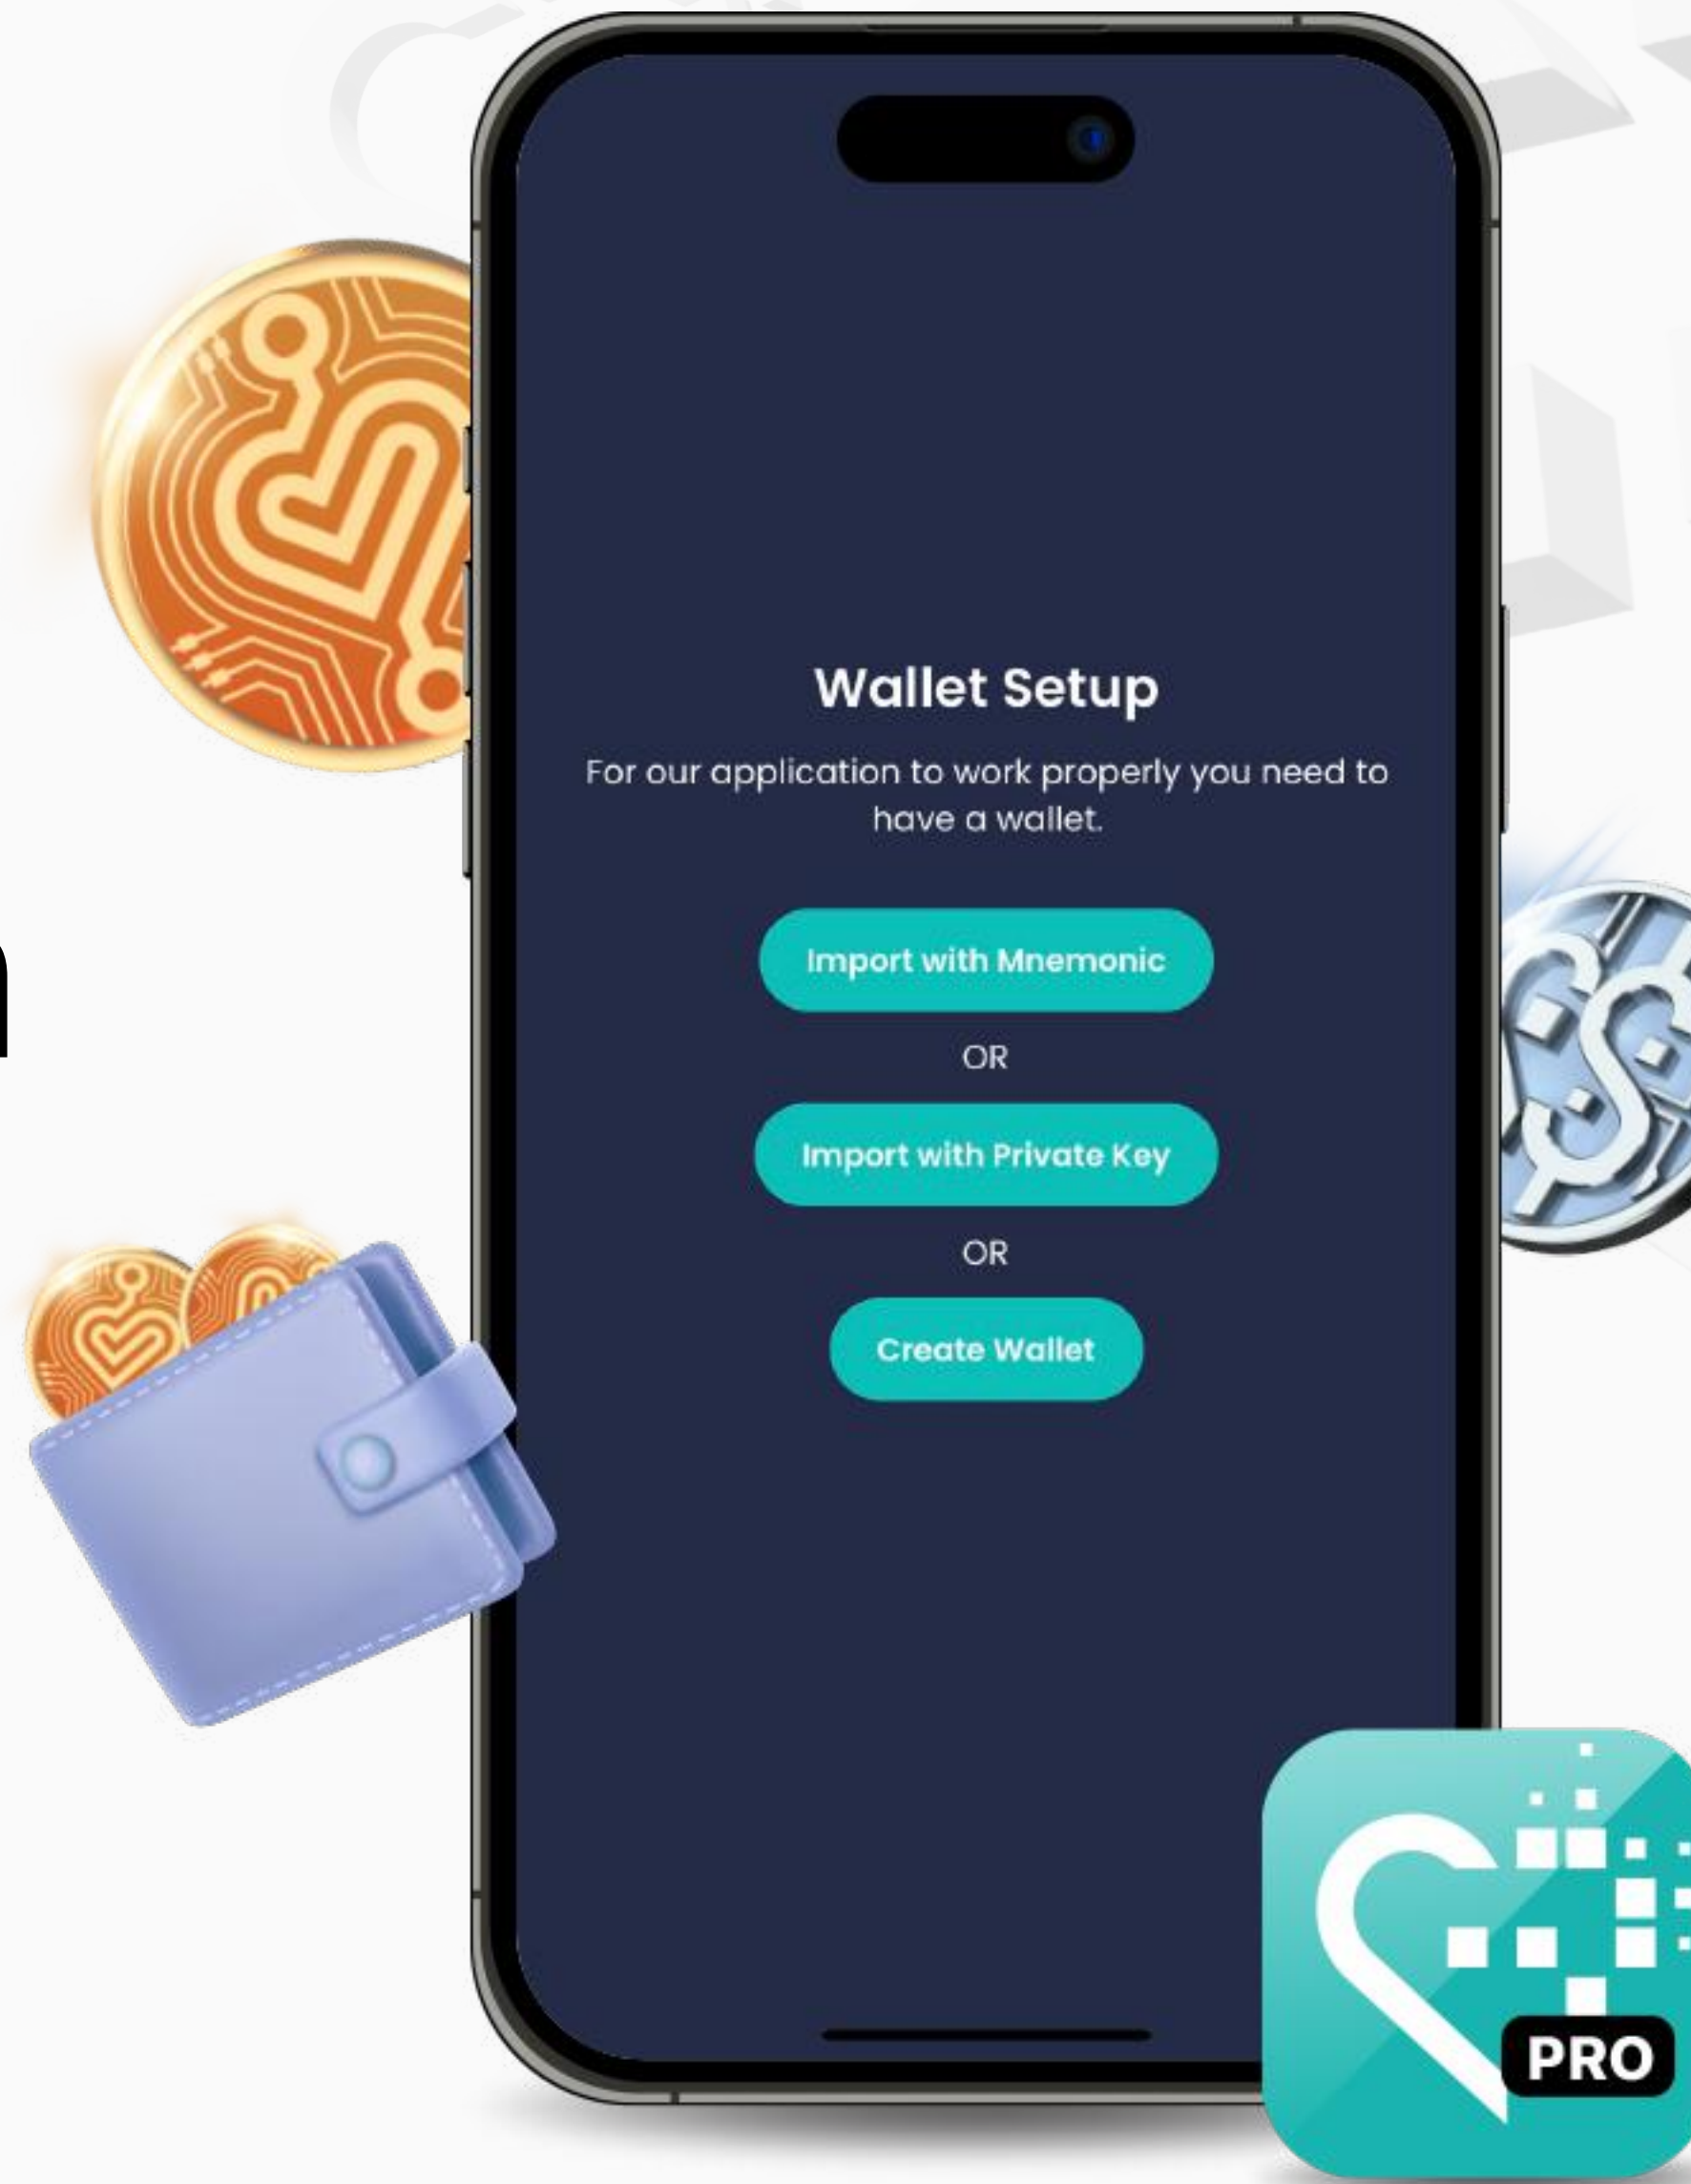 Wallet Setup
For our application to work properly you need to
have a wallet.
Import with Mnemonic
OR
Import with Private Key
OR
Create Wallet
PRO